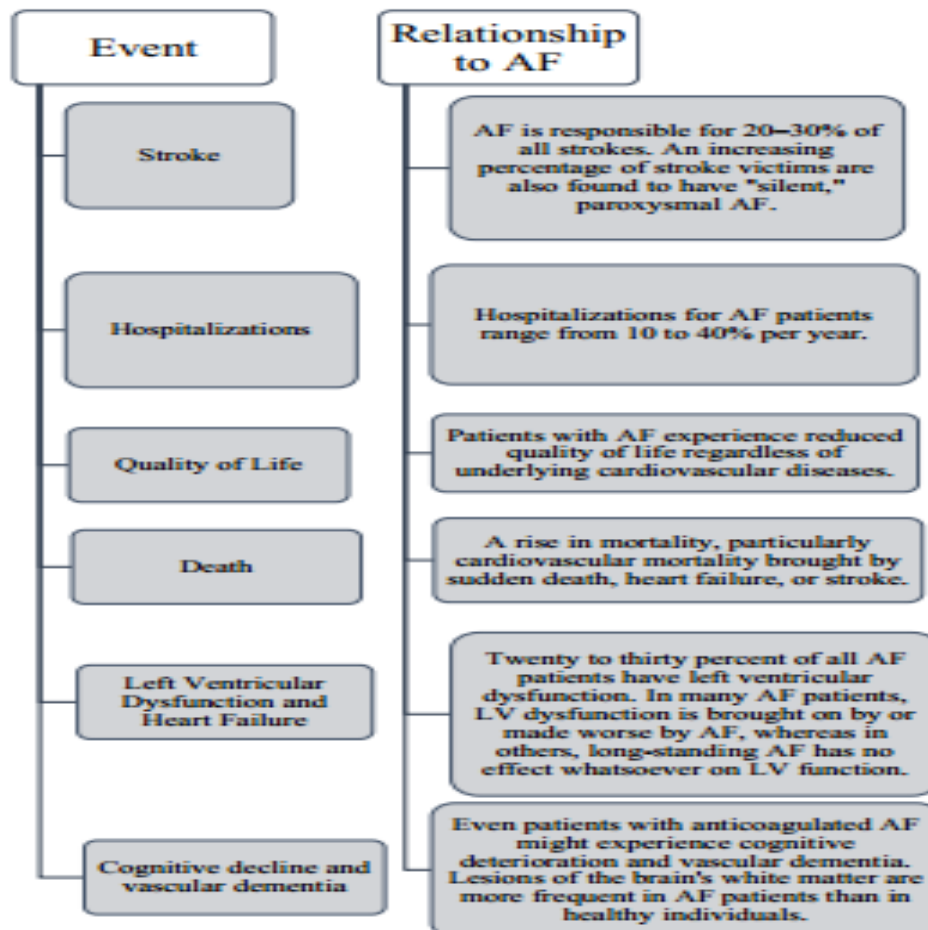 Event
Relationship
to AF
Stroke
AF is responsible for 20–30% of
all strokes. An increasing
percentage of stroke victims are
also found to have "silent,"
paroxysmal AF.
Hospitalizations
Hospitalizations for AF patients
range from 10 to 40% per year.
Quality of Life
Patients with AF experience reduced
quality of life regardless of
underlying cardiovascular diseases.
Death
A rise in mortality, particularly
cardiovascular mortality brought by
sudden death, heart failure, or stroke.
Left Ventricular
Dysfunction and
Heart Failure
Twenty to thirty percent of all AF
patients have left ventricular
dysfunction. In many AF patients,
LV dysfunction is brought on by or
made worse by AF, whereas in
others, long-standing AF has no
effect whatsoever on LV function.
Cognitive decline and
vascular dementia
Even patients with anticoagulated AF
might experience cognitive
deterioration and vascular dementia.
Lesions of the brain's white matter are
more frequent in AF patients than in
healthy individuals.